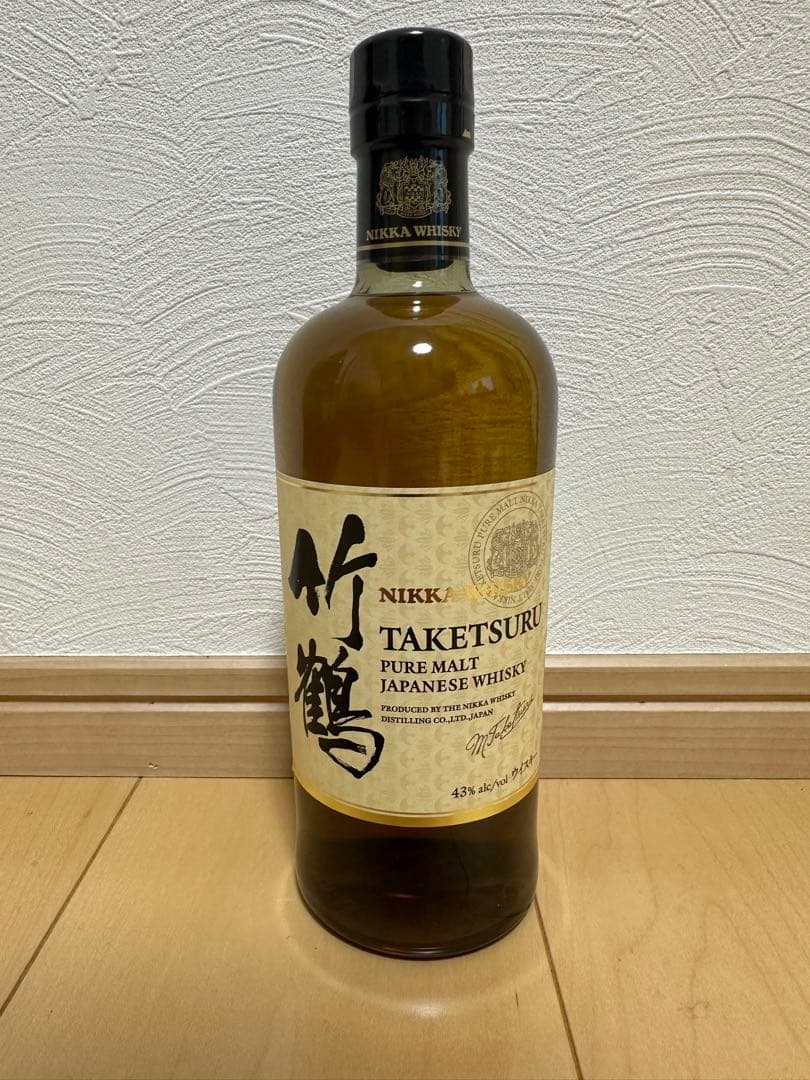 NIKKA WHISKY
竹鶴
NIKKA WHISKY
TAKETSURU
PURE MALT
JAPANESE WHISKY
PRODUCED BY THE NIKKA WHISKY
DISTILLING CO.,LTD.,JAPAN
43% alc/vol ウイスキー